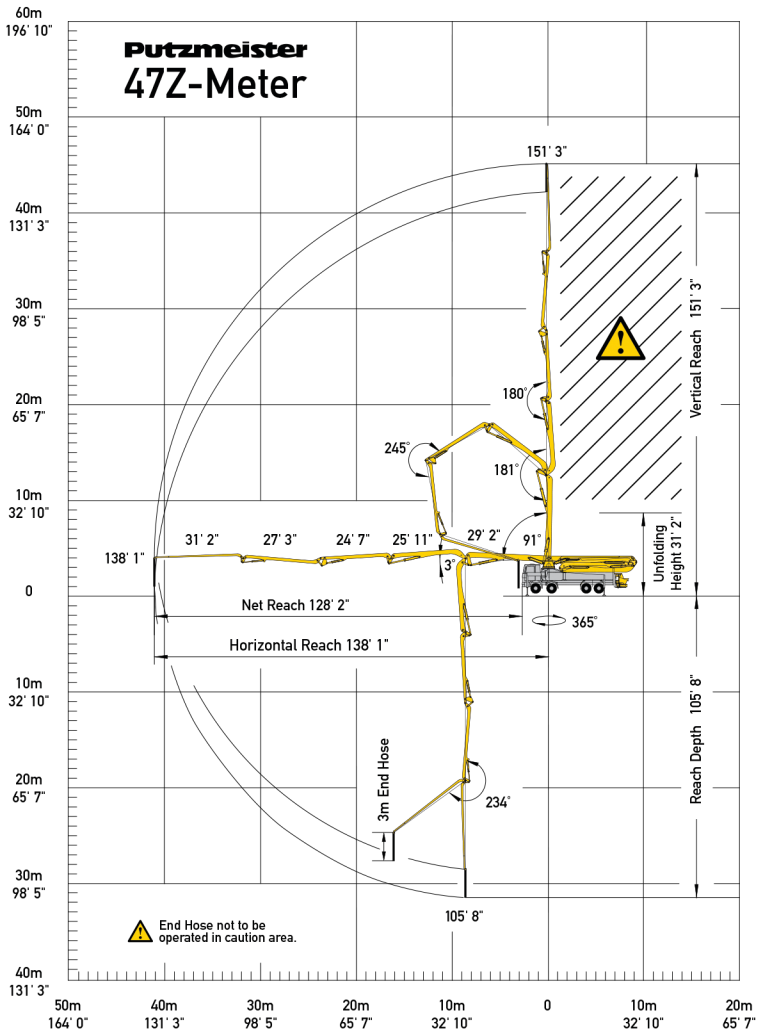 60m
196' 10"
Putzmeister
47Z-Meter
50m
164' 0"
151' 3"
40m
131' 3"
30m
98' 5"
Vertical Reach 151' 3"
20m
65' 7"
180°
245°
181°
10m
32' 10"
31' 2"
27' 3"
24' 7"
25' 11"
29' 2"
91°
Unfolding
Height 31' 2"
138' 1"
3°
0
Net Reach 128' 2"
365°
Horizontal Reach 138' 1"
10m
32' 10"
Reach Depth 105' 8"
3m End Hose
20m
65' 7"
234°
30m
98' 5"
105' 8"
End Hose not to be
operated in caution area.
40m
131' 3"
50m 40m 30m 20m 10m 0 10m 20m
164' 0" 131' 3" 98' 5" 65' 7" 32' 10" 32' 10" 65' 7"